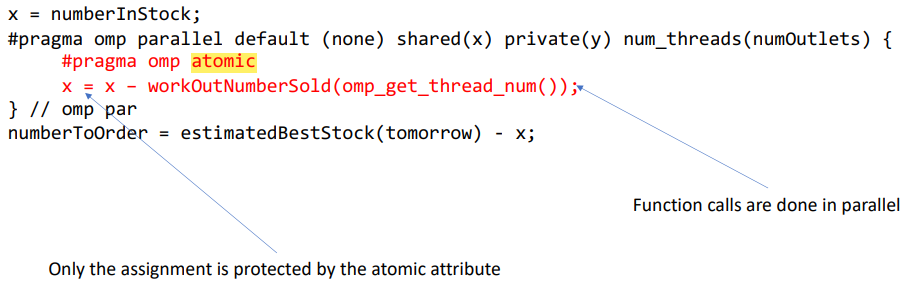 x = numberInStock;
#pragma omp parallel default (none) shared(x) private(y) num_threads(numOutlets) {
#pragma omp atomic
x = x – workOutNumberSold(omp_get_thread_num());
} // omp par
numberToOrder = estimatedBestStock(tomorrow) - x;
Function calls are done in parallel
Only the assignment is protected by the atomic attribute